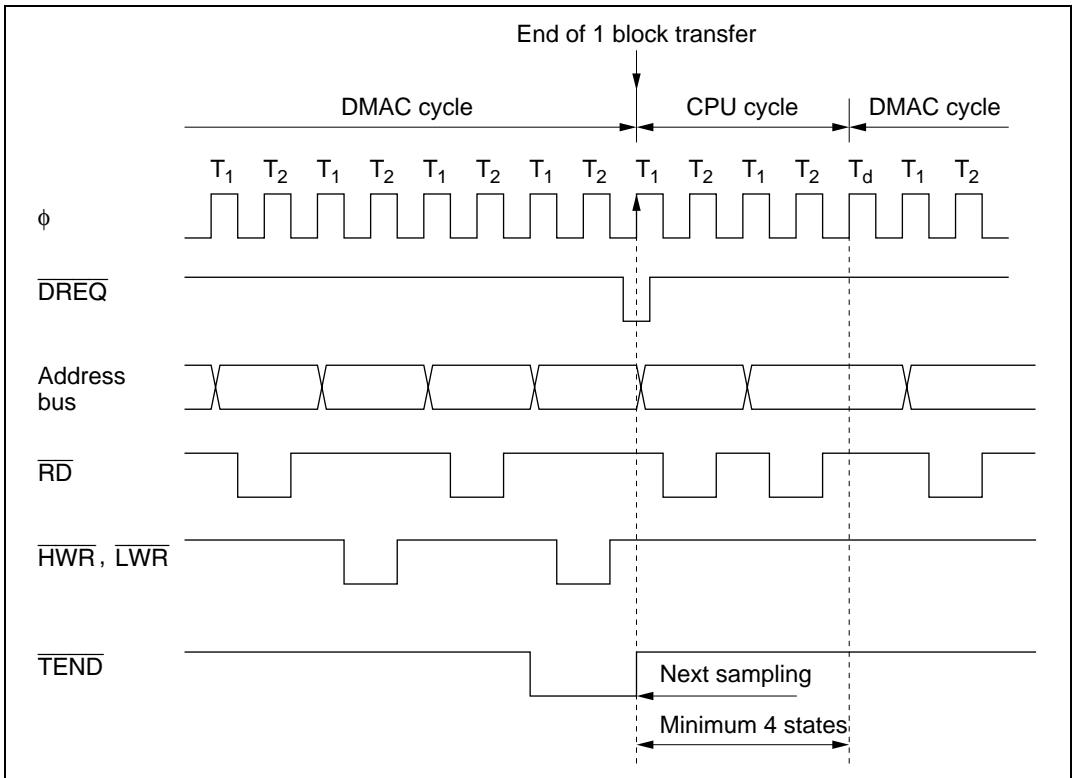 End of 1 block transfer
DMAC cycle CPU cycle DMAC cycle
T1 T2 T1 T2 T1 T2 T1 T2 T1 T2 T1 T2 Td T1 T2
φ
DREQ
Address
bus
RD
HWR, LWR
TEND
Next sampling
Minimum 4 states